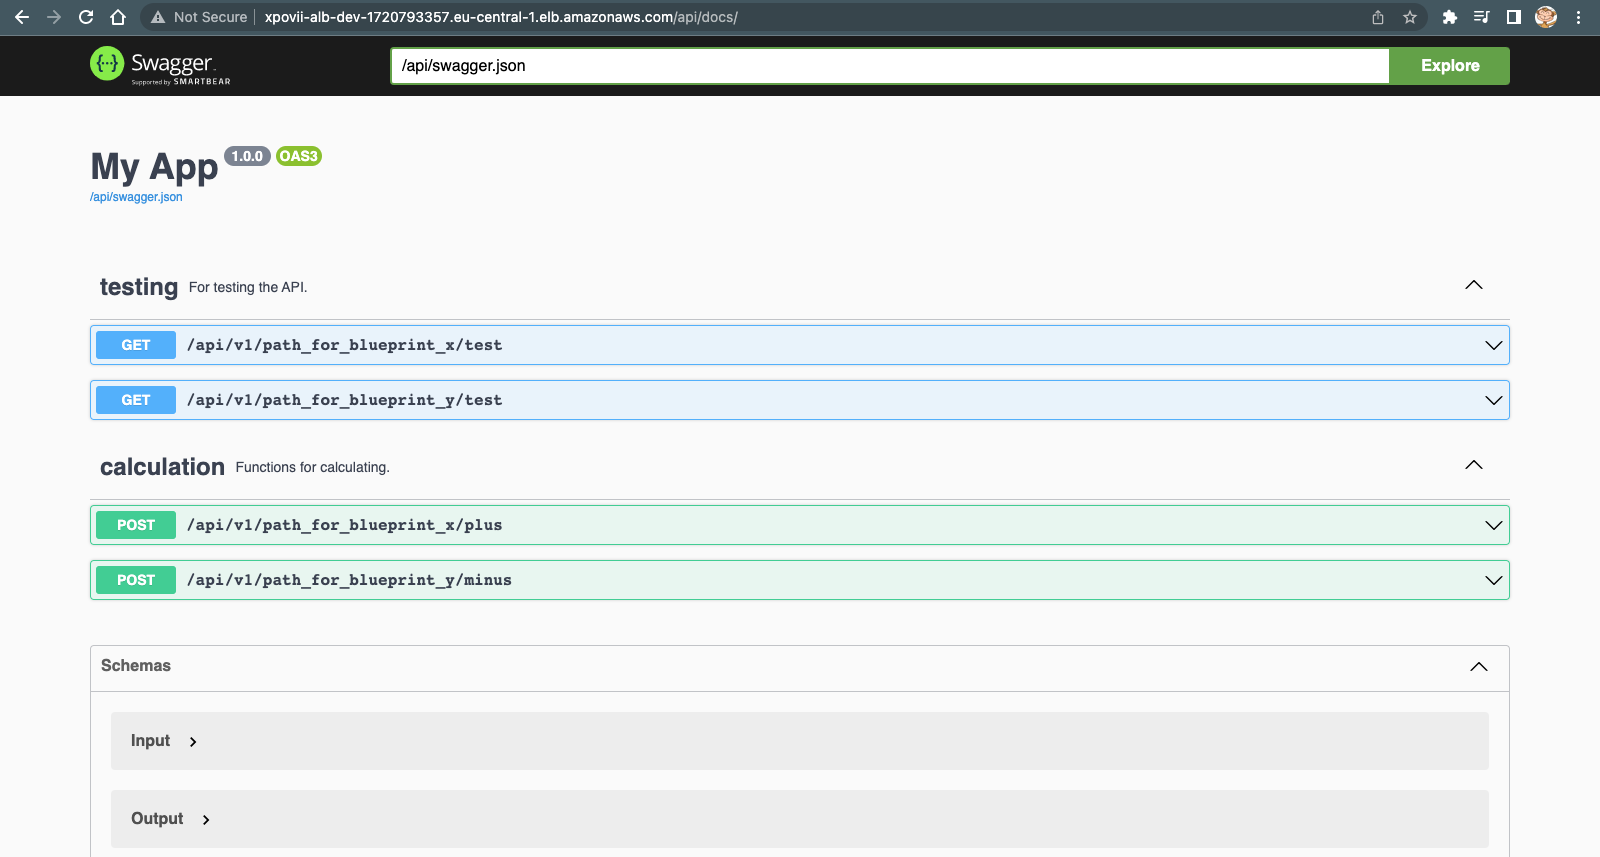 Not Secure xpovii-alb-dev-1720793357.eu-central-1.elb.amazonaws.com/api/docs/
{··} Swagger.
Supported by SMARTBEAR
/api/swagger.json Explore
My App 1.0.0 OAS3
/api/swagger.json
testing For testing the API.
GET /api/v1/path_for_blueprint_x/test
GET /api/v1/path_for_blueprint_y/test
calculation Functions for calculating.
POST /api/v1/path_for_blueprint_x/plus
POST /api/v1/path_for_blueprint_y/minus
Schemas
Input
Output